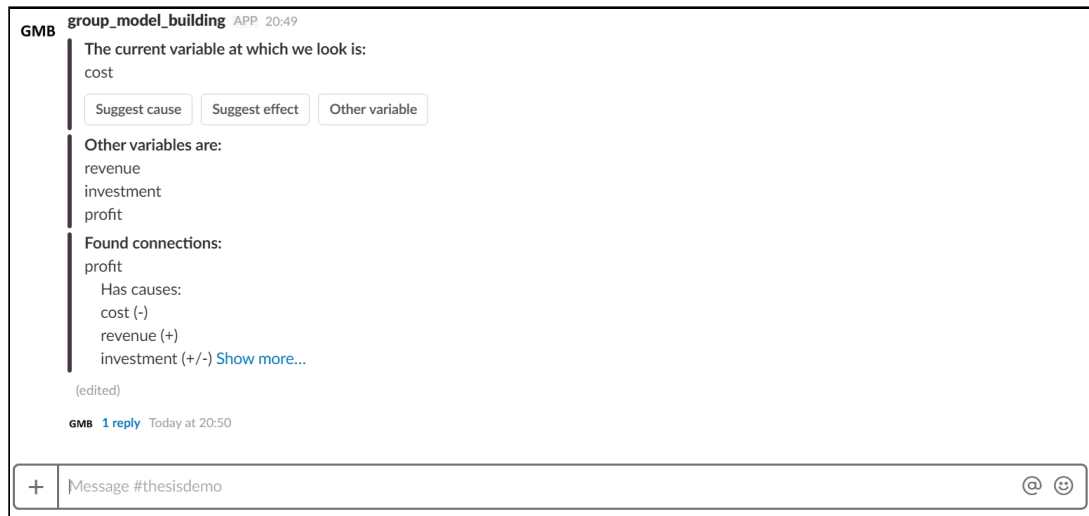 GMB group_model_building APP 20:49
The current variable at which we look is:
cost
Suggest cause Suggest effect Other variable
Other variables are:
revenue
investment
profit
Found connections:
profit
Has causes:
cost (-)
revenue (+)
investment (+/-) Show more...
(edited)
GMB 1 reply Today at 20:50
+ Message #thesisdemo @